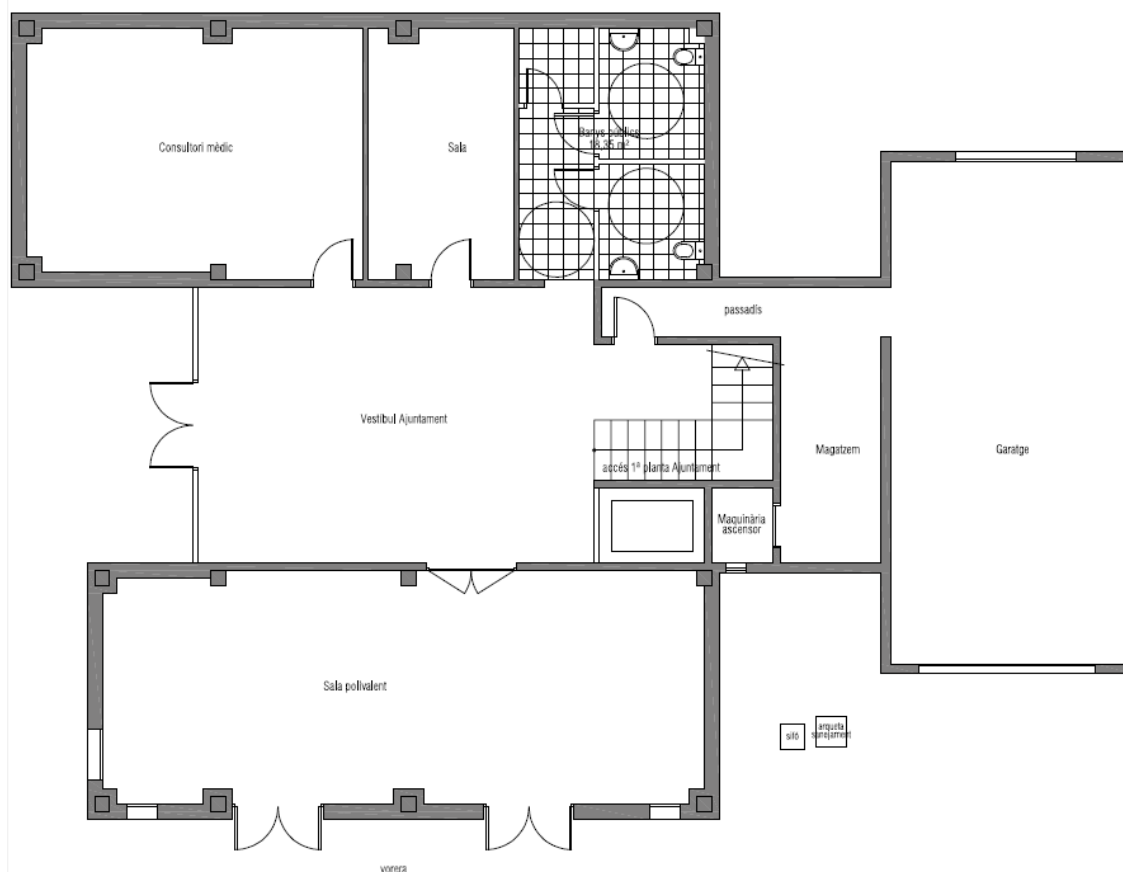 Consultori mèdic
Sala
Banys públics
18,35 m²
passadís
Vestíbul Ajuntament
accés 1ª planta Ajuntament
Magatzem
Garatge
Maquinària
ascensor
Sala polivalent
sifó
arqueta
sanejament
vorera